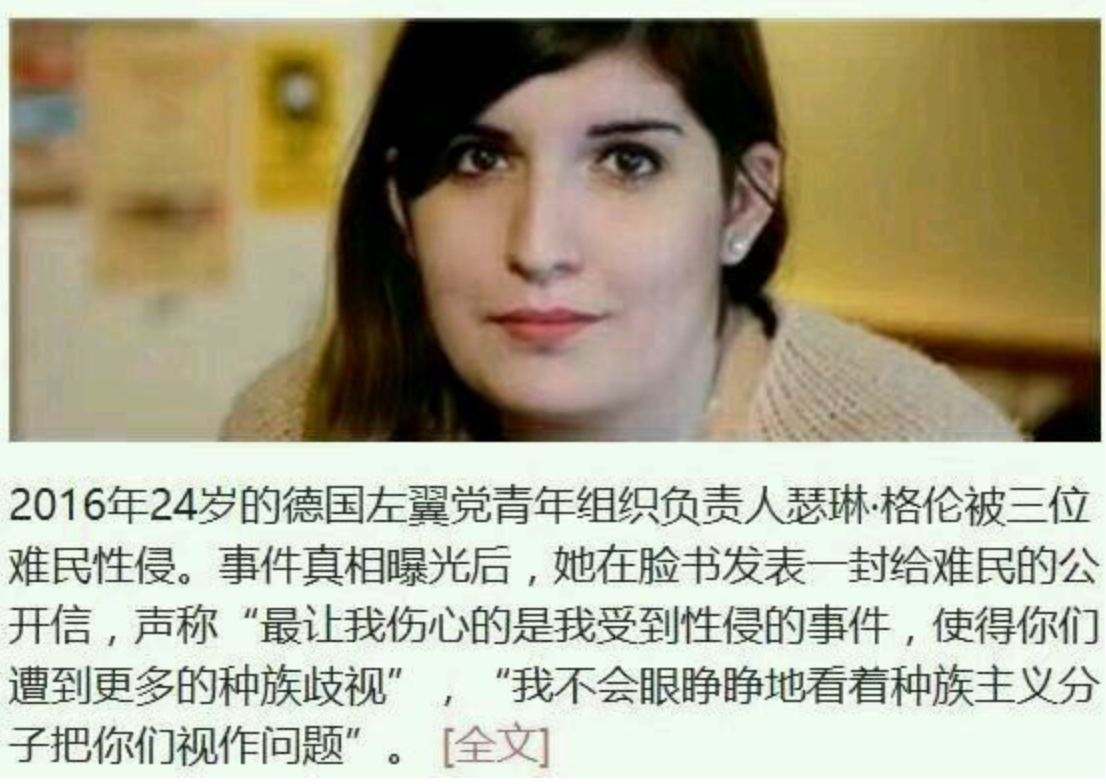 2016年24岁的德国左翼党青年组织负责人瑟琳·格伦被三位
难民性侵。事件真相曝光后，她在脸书发表一封给难民的公
开信，声称“最让我伤心的是我受到性侵的事件，使得你们
遭到更多的种族歧视”，“我不会眼睁睁地看着种族主义分
子把你们视作问题”。 [全文]